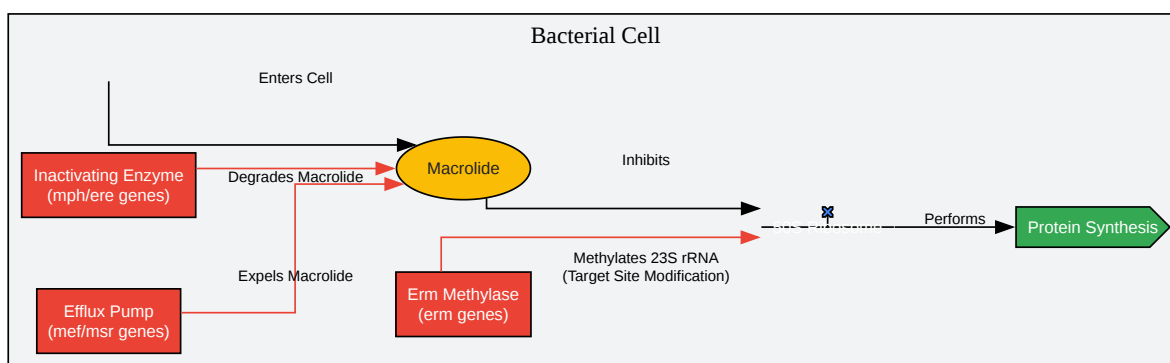 Bacterial Cell
Enters Cell
Inactivating Enzyme
(mph/ere genes)
Degrades Macrolide
Macrolide
Inhibits
Performs
Protein Synthesis
Methylates 23S rRNA
(Target Site Modification)
Expels Macrolide
Efflux Pump
(mef/msr genes)
Erm Methylase
(erm genes)